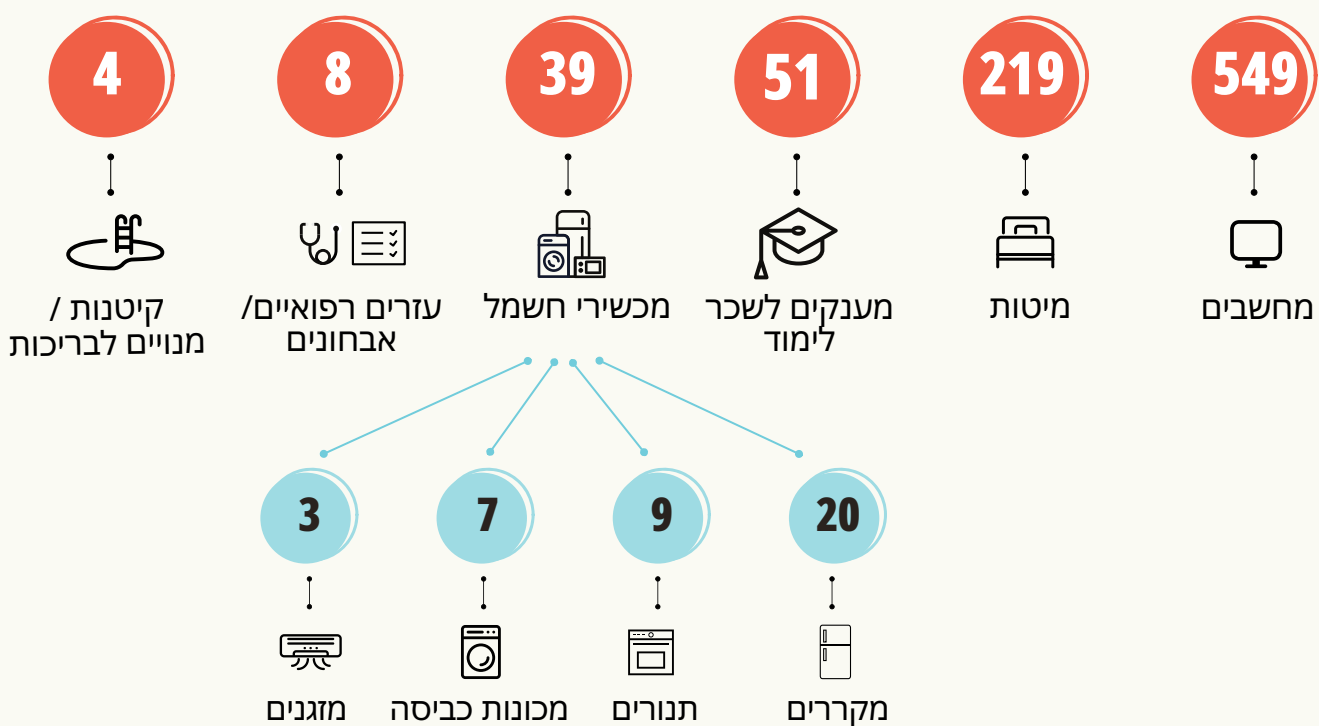 549
219
51
39
8
4
מחשבים
מיטות
מענקים לשכר
לימוד
מכשירי חשמל
עזרים רפואיים/
אבחונים
קיטנות /
מנויים לבריכות
20
9
7
3
מקררים
תנורים
מכונות כביסה
מזגנים